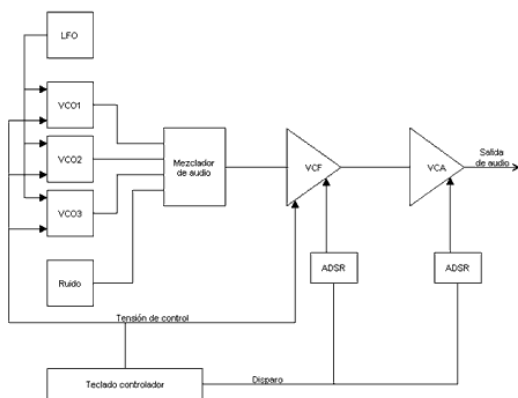 LFO
VCO1
VCO2
VCO3
Ruido
Mezclador
de audio
VCF
VCA
Salida
de audio
ADSR
ADSR
Tensión de control
Teclado controlador
Disparo